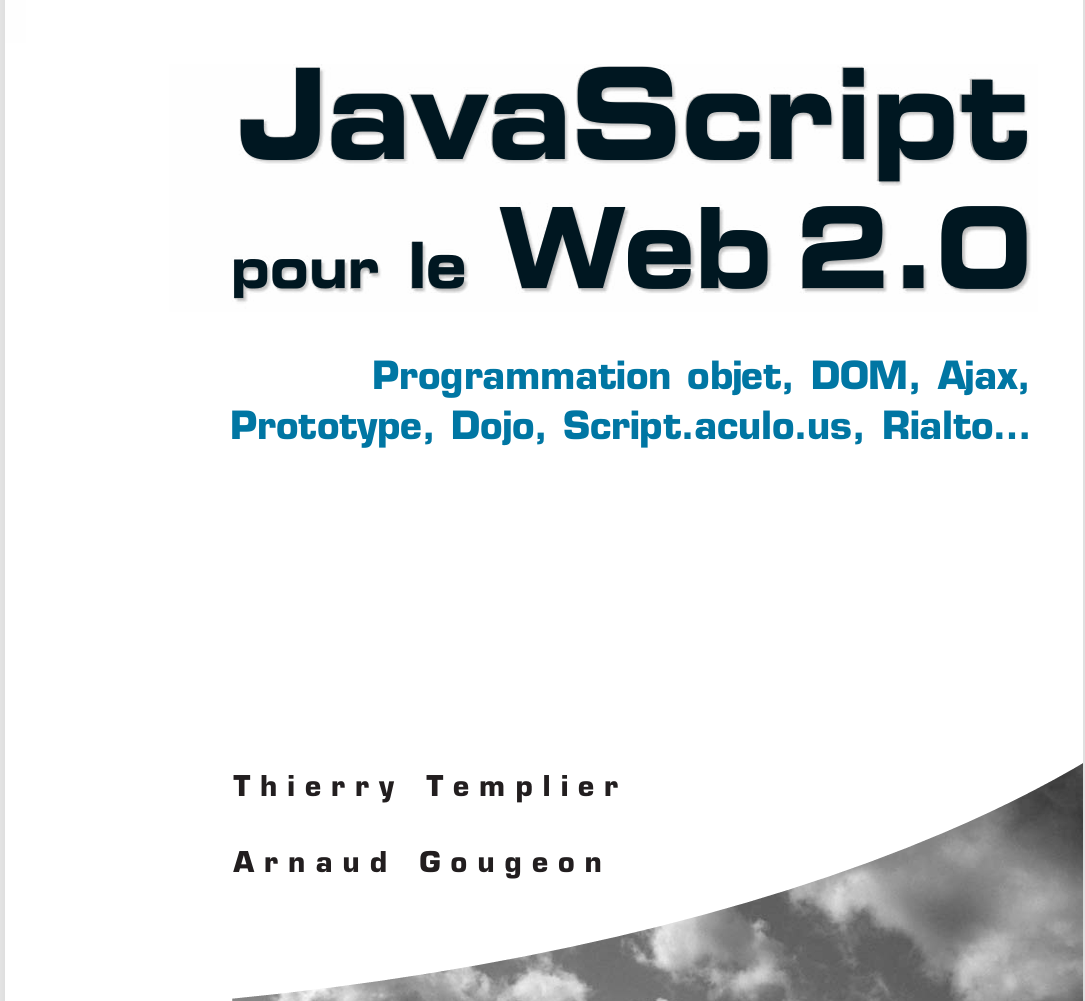 JavaScript
pour le Web 2.0
Programmation objet, DOM, Ajax,
Prototype, Dojo, Script.aculo.us, Rialto...
Thierry Templier
Arnaud Gougeon